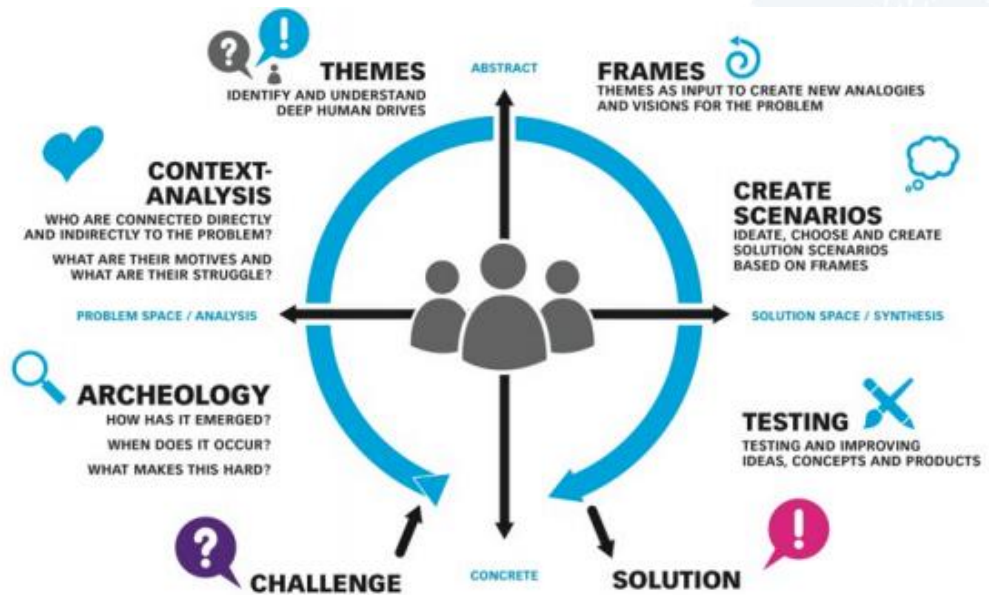 ?
!
THEMES
IDENTIFY AND UNDERSTAND
DEEP HUMAN DRIVES
ABSTRACT
FRAMES
THEMES AS INPUT TO CREATE NEW ANALOGIES
AND VISIONS FOR THE PROBLEM
CONTEXT-
ANALYSIS
WHO ARE CONNECTED DIRECTLY
AND INDIRECTLY TO THE PROBLEM?
WHAT ARE THEIR MOTIVES AND
WHAT ARE THEIR STRUGGLE?
CREATE
SCENARIOS
IDEATE, CHOOSE AND CREATE
SOLUTION SCENARIOS
BASED ON FRAMES
PROBLEM SPACE / ANALYSIS
SOLUTION SPACE / SYNTHESIS
ARCHEOLOGY
HOW HAS IT EMERGED?
WHEN DOES IT OCCUR?
WHAT MAKES THIS HARD?
TESTING
TESTING AND IMPROVING
IDEAS, CONCEPTS AND PRODUCTS
?
CHALLENGE
CONCRETE
SOLUTION
!